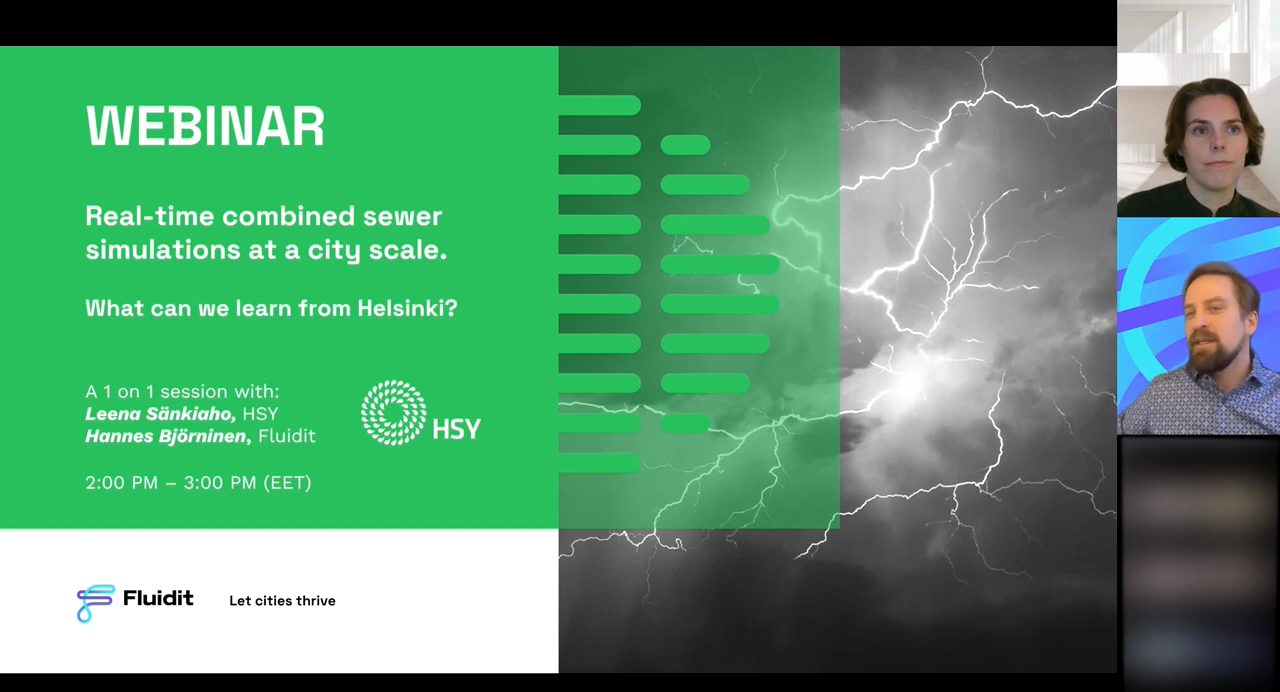 WEBINAR
Real-time combined sewer
simulations at a city scale.
What can we learn from Helsinki?
A 1 on 1 session with:
Leena Sänkiaho, HSY
Hannes Björninen, Fluidit
HSY
2:00 PM – 3:00 PM (EET)
Fluidit
Let cities thrive